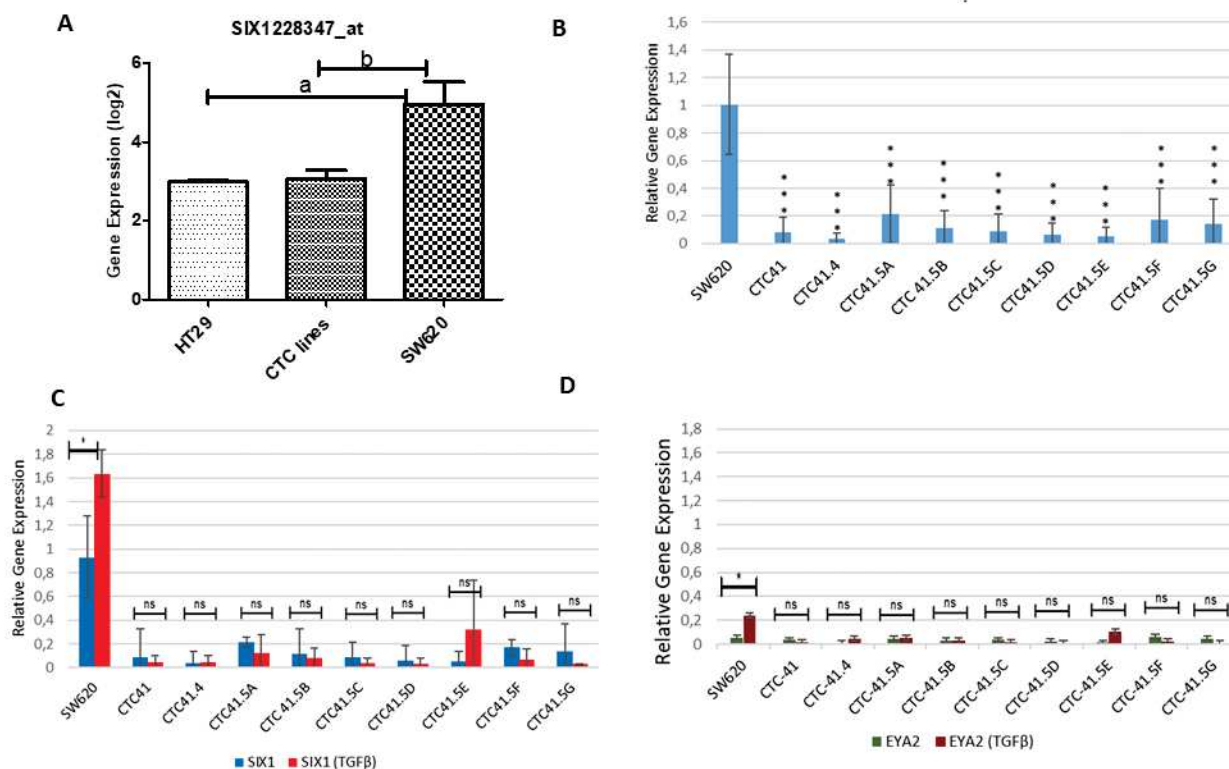 A
SIX1228347_at
Gene Expression (log2)
6
4
2
0
b
a
HT29
CTC lines
SW620
B
Relative Gene Expression
1,6
1,4
1,2
1
0,8
0,6
0,4
0,2
0
* * *
* * *
* * *
* * *
* * *
* * *
* * *
* * *
* * *
SW620
CTC41
CTC41.4
CTC41.5A
CTC 41.5B
CTC41.5C
CTC41.5D
CTC41.5E
CTC41.5F
CTC41.5G
C
Relative Gene Expression
2
1,8
1,6
1,4
1,2
1
0,8
0,6
0,4
0,2
0
*
ns
ns
ns
ns
ns
ns
ns
ns
ns
SW620
CTC41
CTC41.4
CTC41.5A
CTC 41.5B
CTC41.5C
CTC41.5D
CTC41.5E
CTC41.5F
CTC41.5G
SIX1 SIX1 (TGFβ)
D
Relative Gene Expression
1,8
1,6
1,4
1,2
1
0,8
0,6
0,4
0,2
0
*
ns
ns
ns
ns
ns
ns
ns
ns
ns
SW620
CTC-41
CTC-41.4
CTC-41.5A
CTC-41.5B
CTC-41.5C
CTC-41.5D
CTC-41.5E
CTC-41.5F
CTC-41.5G
EYA2 EYA2 (TGFβ)